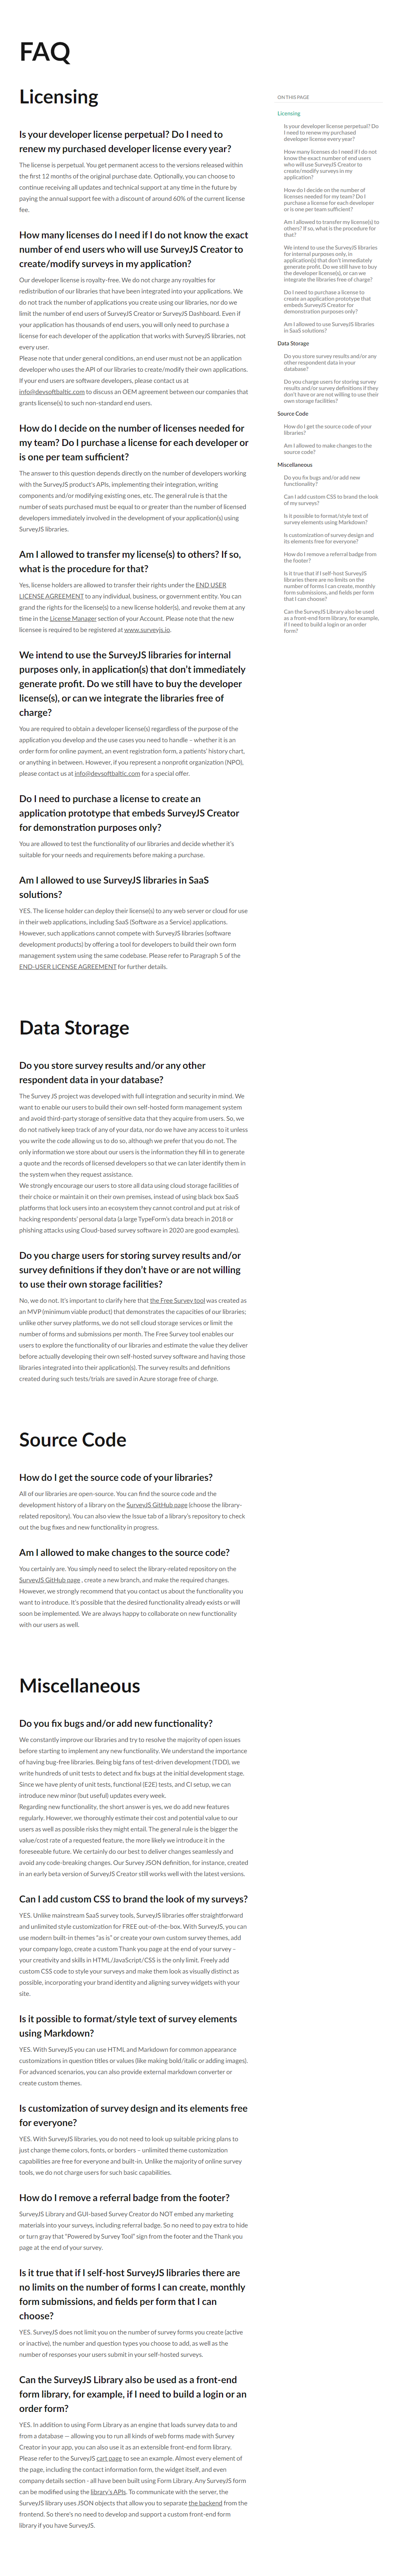 FAQ
Licensing
Is your developer license perpetual? Do I need to
renew my purchased developer license every year?
The license is perpetual. You get permanent access to the versions released within
the first 12 months of the original purchase date. Optionally, you can choose to
continue receiving all updates and technical support at any time in the future by
paying the annual support fee with a discount of around 60% of the current license
fee.
How many licenses do I need if I do not know the exact
number of end users who will use SurveyJS Creator to
create/modify surveys in my application?
Our developer license is royalty-free. We do not charge any royalties for
redistribution of our libraries that have been integrated into your applications. We
do not track the number of applications you create using our libraries, nor do we
limit the number of end users of SurveyJS Creator or SurveyJS Dashboard. Even if
your application has thousands of end users, you will only need to purchase a
license for each developer of the application that works with SurveyJS libraries, not
every user.
Please note that under general conditions, an end user must not be an application
developer who uses the API of our libraries to create/modify their own applications.
If your end users are software developers, please contact us at
info@devsoftbaltic.com to discuss an OEM agreement between our companies that
grants license(s) to such non-standard end users.
How do I decide on the number of licenses needed for
my team? Do I purchase a license for each developer or
is one per team sufficient?
The answer to this question depends directly on the number of developers working
with the SurveyJS product's APIs, implementing their integration, writing
components and/or modifying existing ones, etc. The general rule is that the
number of seats purchased must be equal to or greater than the number of licensed
developers immediately involved in the development of your application(s) using
SurveyJS libraries.
Am I allowed to transfer my license(s) to others? If so,
what is the procedure for that?
Yes, license holders are allowed to transfer their rights under the END USER
LICENSE AGREEMENT to any individual, business, or government entity. You can
grand the rights for the license(s) to a new license holder(s), and revoke them at any
time in the License Manager section of your Account. Please note that the new
licensee is required to be registered at www.surveyjs.io.
We intend to use the SurveyJS libraries for internal
purposes only, in application(s) that don't immediately
generate profit. Do we still have to buy the developer
license(s), or can we integrate the libraries free of
charge?
You are required to obtain a developer license(s) regardless of the purpose of the
application you develop and the use cases you need to handle – whether it is an
order form for online payment, an event registration form, a patients' history chart,
or anything in between. However, if you represent a nonprofit organization (NPO),
please contact us at info@devsoftbaltic.com for a special offer.
Do I need to purchase a license to create an
application prototype that embeds SurveyJS Creator
for demonstration purposes only?
You are allowed to test the functionality of our libraries and decide whether it's
suitable for your needs and requirements before making a purchase.
Am I allowed to use SurveyJS libraries in SaaS
solutions?
YES. The license holder can deploy their license(s) to any web server or cloud for use
in their web applications, including SaaS (Software as a Service) applications.
However, such applications cannot compete with SurveyJS libraries (software
development products) by offering a tool for developers to build their own form
management system using the same codebase. Please refer to Paragraph 5 of the
END-USER LICENSE AGREEMENT for further details.
Data Storage
Do you store survey results and/or any other
respondent data in your database?
The Survey JS project was developed with full integration and security in mind. We
want to enable our users to build their own self-hosted form management system
and avoid third-party storage of sensitive data that they acquire from users. So, we
do not natively keep track of any of your data, nor do we have any access to it unless
you write the code allowing us to do so, although we prefer that you do not. The
only information we store about our users is the information they fill in to generate
a quote and the records of licensed developers so that we can later identify them in
the system when they request assistance.
We strongly encourage our users to store all data using cloud storage facilities of
their choice or maintain it on their own premises, instead of using black box SaaS
platforms that lock users into an ecosystem they cannot control and put at risk of
hacking respondents' personal data (a large TypeForm's data breach in 2018 or
phishing attacks using Cloud-based survey software in 2020 are good examples).
Do you charge users for storing survey results and/or
survey definitions if they don't have or are not willing
to use their own storage facilities?
No, we do not. It's important to clarify here that the Free Survey tool was created as
an MVP (minimum viable product) that demonstrates the capacities of our libraries;
unlike other survey platforms, we do not sell cloud storage services or limit the
number of forms and submissions per month. The Free Survey tool enables our
users to explore the functionality of our libraries and estimate the value they deliver
before actually developing their own self-hosted survey software and having those
libraries integrated into their application(s). The survey results and definitions
created during such tests/trials are saved in Azure storage free of charge.
Source Code
How do I get the source code of your libraries?
All of our libraries are open-source. You can find the source code and the
development history of a library on the SurveyJS GitHub page (choose the library-
related repository). You can also view the Issue tab of a library's repository to check
out the bug fixes and new functionality in progress.
Am I allowed to make changes to the source code?
You certainly are. You simply need to select the library-related repository on the
SurveyJS GitHub page , create a new branch, and make the required changes.
However, we strongly recommend that you contact us about the functionality you
want to introduce. It's possible that the desired functionality already exists or will
soon be implemented. We are always happy to collaborate on new functionality
with our users as well.
Miscellaneous
Do you fix bugs and/or add new functionality?
We constantly improve our libraries and try to resolve the majority of open issues
before starting to implement any new functionality. We understand the importance
of having bug-free libraries. Being big fans of test-driven development (TDD), we
write hundreds of unit tests to detect and fix bugs at the initial development stage.
Since we have plenty of unit tests, functional (E2E) tests, and CI setup, we can
introduce new minor (but useful) updates every week.
Regarding new functionality, the short answer is yes, we do add new features
regularly. However, we thoroughly estimate their cost and potential value to our
users as well as possible risks they might entail. The general rule is the bigger the
value/cost rate of a requested feature, the more likely we introduce it in the
foreseeable future. We certainly do our best to deliver changes seamlessly and
avoid any code-breaking changes. Our Survey JSON definition, for instance, created
in an early beta version of SurveyJS Creator still works well with the latest versions.
Can I add custom CSS to brand the look of my surveys?
YES. Unlike mainstream SaaS survey tools, SurveyJS libraries offer straightforward
and unlimited style customization for FREE out-of-the-box. With SurveyJS, you can
use modern built-in themes "as is" or create your own custom survey themes, add
your company logo, create a custom Thank you page at the end of your survey –
your creativity and skills in HTML/JavaScript/CSS is the only limit. Freely add
custom CSS code to style your surveys and make them look as visually distinct as
possible, incorporating your brand identity and aligning survey widgets with your
site.
Is it possible to format/style text of survey elements
using Markdown?
YES. With SurveyJS you can use HTML and Markdown for common appearance
customizations in question titles or values (like making bold/italic or adding images).
For advanced scenarios, you can also provide external markdown converter or
create custom themes.
Is customization of survey design and its elements free
for everyone?
YES. With SurveyJS libraries, you do not need to look up suitable pricing plans to
just change theme colors, fonts, or borders – unlimited theme customization
capabilities are free for everyone and built-in. Unlike the majority of online survey
tools, we do not charge users for such basic capabilities.
How do I remove a referral badge from the footer?
SurveyJS Library and GUI-based Survey Creator do NOT embed any marketing
materials into your surveys, including referral badge. So no need to pay extra to hide
or turn gray that "Powered by Survey Tool" sign from the footer and the Thank you
page at the end of your survey.
Is it true that if I self-host SurveyJS libraries there are
no limits on the number of forms I can create, monthly
form submissions, and fields per form that I can
choose?
YES. SurveyJS does not limit you on the number of survey forms you create (active
or inactive), the number and question types you choose to add, as well as the
number of responses your users submit in your self-hosted surveys.
Can the SurveyJS Library also be used as a front-end
form library, for example, if I need to build a login or an
order form?
YES. In addition to using Form Library as an engine that loads survey data to and
from a database — allowing you to run all kinds of web forms made with Survey
Creator in your app, you can also use it as an extensible front-end form library.
Please refer to the SurveyJS cart page to see an example. Almost every element of
the page, including the contact information form, the widget itself, and even
company details section - all have been built using Form Library. Any SurveyJS form
can be modified using the library's APIs. To communicate with the server, the
SurveyJS library uses JSON objects that allow you to separate the backend from the
frontend. So there's no need to develop and support a custom front-end form
library if you have SurveyJS.
ON THIS PAGE
Licensing
Is your developer license perpetual? Do
I need to renew my purchased
developer license every year?
How many licenses do I need if I do not
know the exact number of end users
who will use SurveyJS Creator to
create/modify surveys in my
application?
How do I decide on the number of
licenses needed for my team? Do I
purchase a license for each developer
or is one per team sufficient?
Am I allowed to transfer my license(s) to
others? If so, what is the procedure for
that?
We intend to use the SurveyJS libraries
for internal purposes only, in
application(s) that don't immediately
generate profit. Do we still have to buy
the developer license(s), or can we
integrate the libraries free of charge?
Do I need to purchase a license to
create an application prototype that
embeds SurveyJS Creator for
demonstration purposes only?
Am I allowed to use SurveyJS libraries
in SaaS solutions?
Data Storage
Do you store survey results and/or any
other respondent data in your
database?
Do you charge users for storing survey
results and/or survey definitions if they
don't have or are not willing to use their
own storage facilities?
Source Code
How do I get the source code of your
libraries?
Am I allowed to make changes to the
source code?
Miscellaneous
Do you fix bugs and/or add new
functionality?
Can I add custom CSS to brand the look
of my surveys?
Is it possible to format/style text of
survey elements using Markdown?
Is customization of survey design and
its elements free for everyone?
How do I remove a referral badge from
the footer?
Is it true that if I self-host SurveyJS
libraries there are no limits on the
number of forms I can create, monthly
form submissions, and fields per form
that I can choose?
Can the SurveyJS Library also be used
as a front-end form library, for example,
if I need to build a login or an order
form?